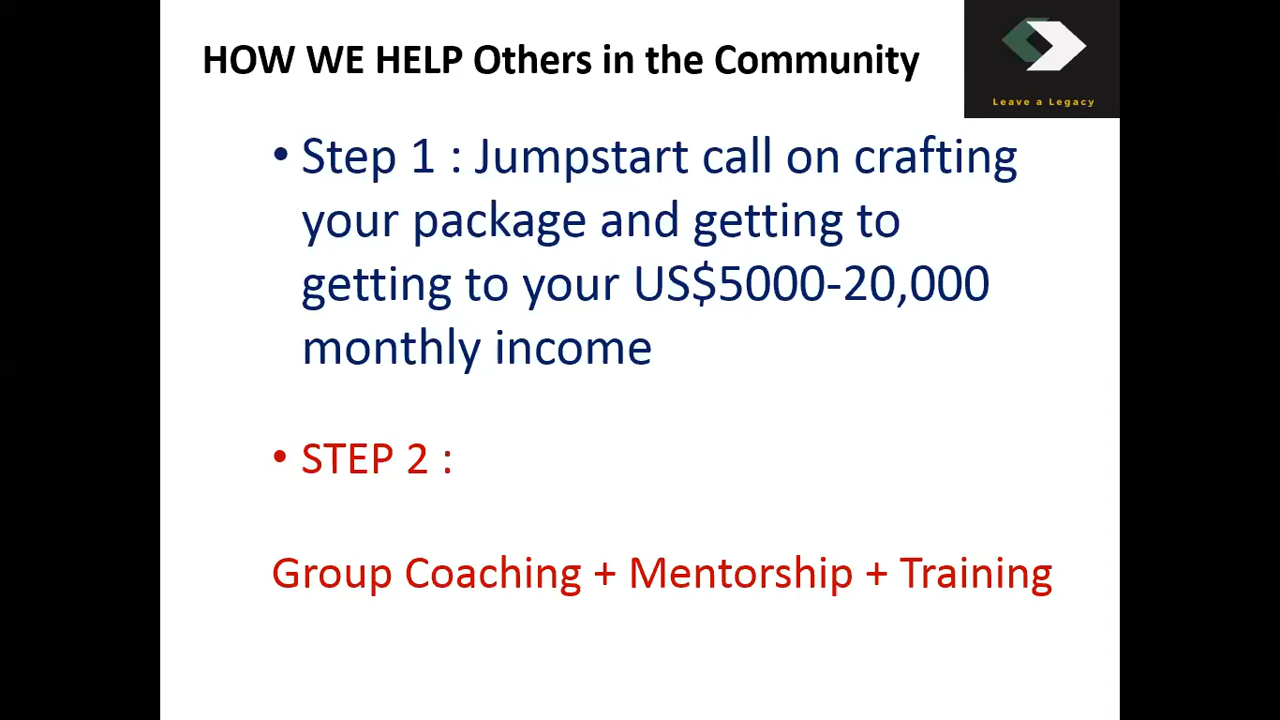 HOW WE HELP Others in the Community
Leave a Legacy
• Step 1 : Jumpstart call on crafting
your package and getting to
getting to your US$5000-20,000
monthly income
• STEP 2 :
Group Coaching + Mentorship + Training